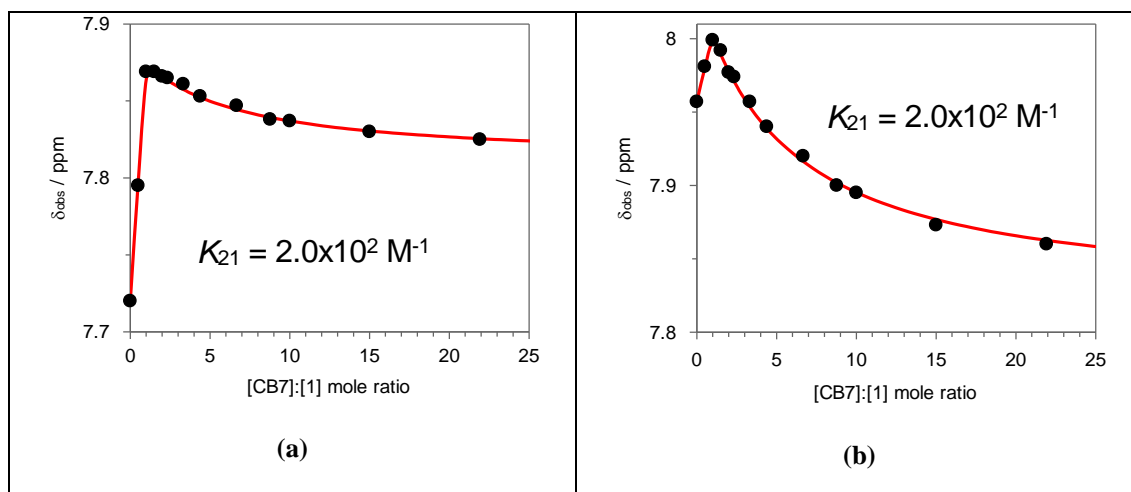 7.9
7.8
7.7
δobs / ppm
K21 = 2.0x10² M⁻¹
0 5 10 15 20 25
[CB7]:[1] mole ratio
(a)
8
7.9
7.8
δobs / ppm
K21 = 2.0x10² M⁻¹
0 5 10 15 20 25
[CB7]:[1] mole ratio
(b)